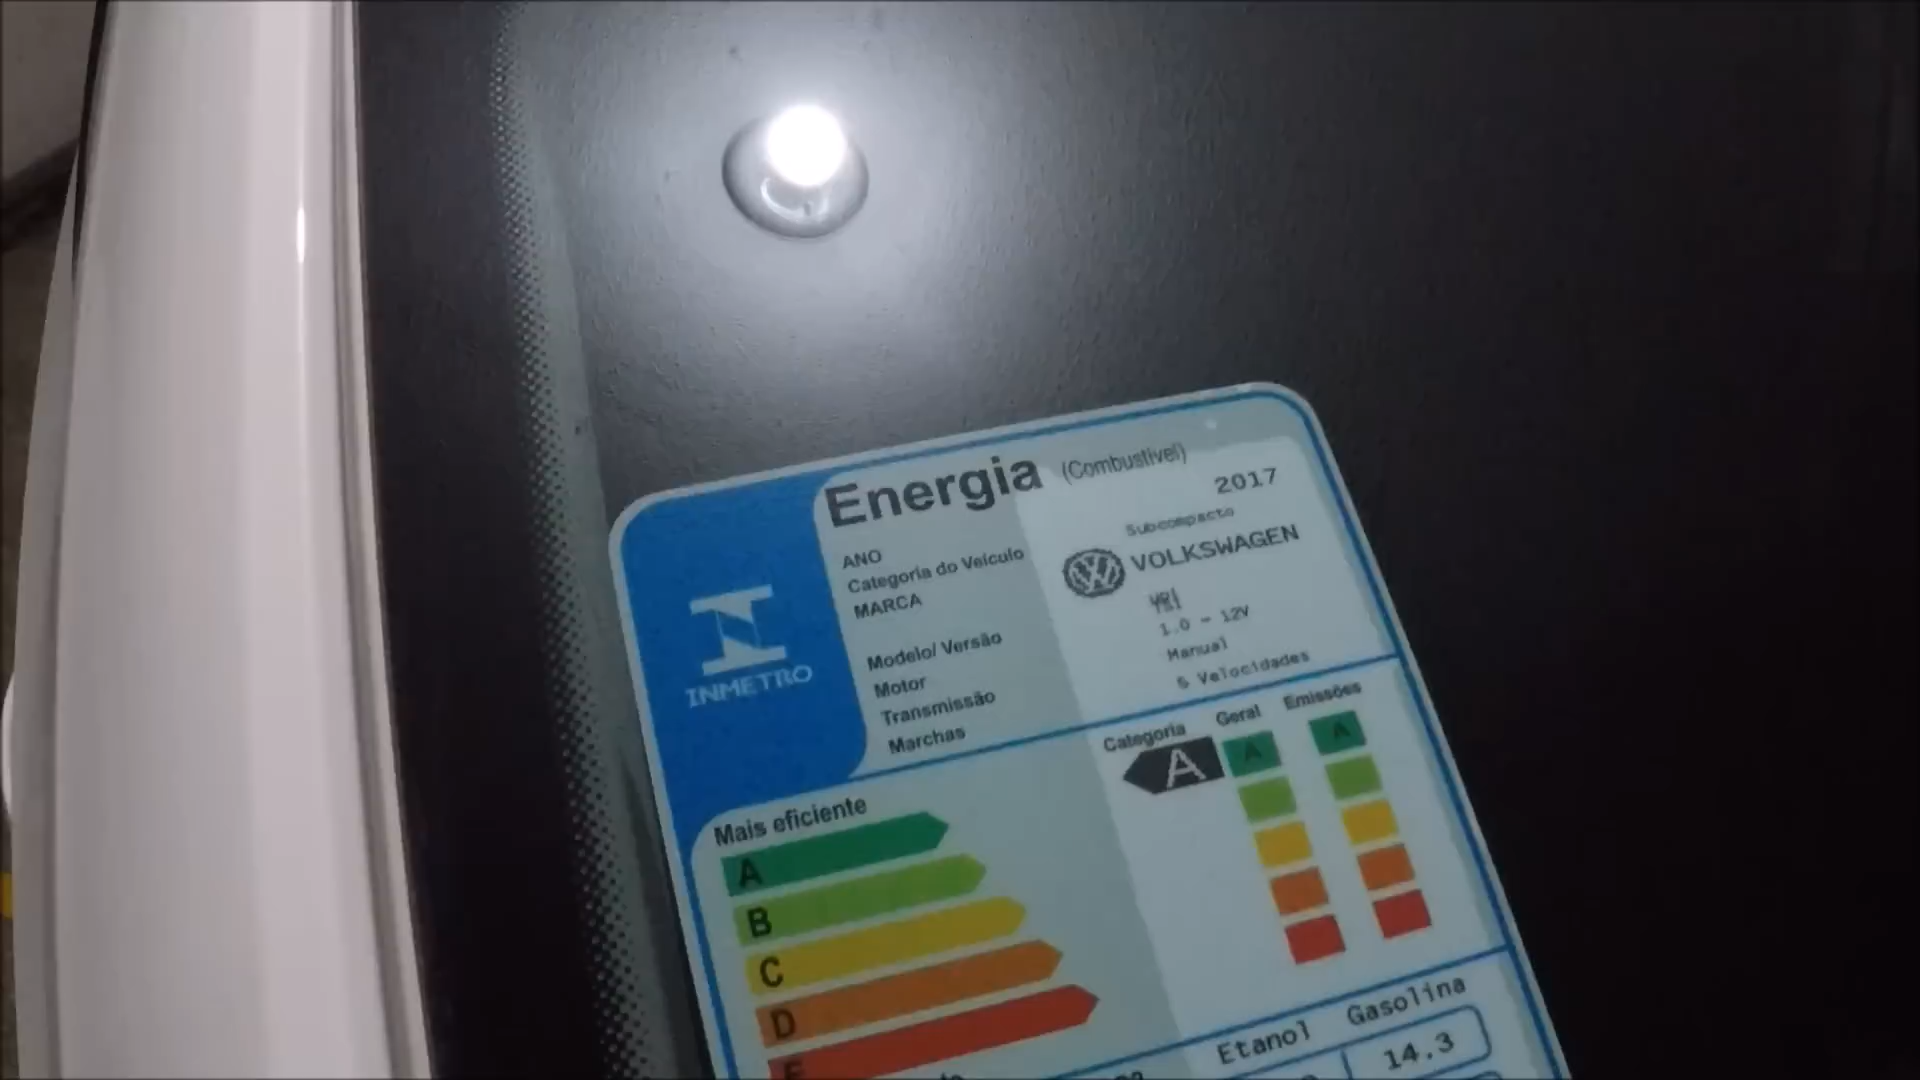 Energia (Combustível)
ANO 2017
Categoria do Veículo Subcompacto
MARCA VOLKSWAGEN
Modelo/ Versão
TSI
Motor 1.0 - 12V
Transmissão Manual
Marchas 5 Velocidades
INMETRO
Categoria Geral Emissões
A A A
Mais eficiente
A
B
C
D
E
Etanol Gasolina
14.3